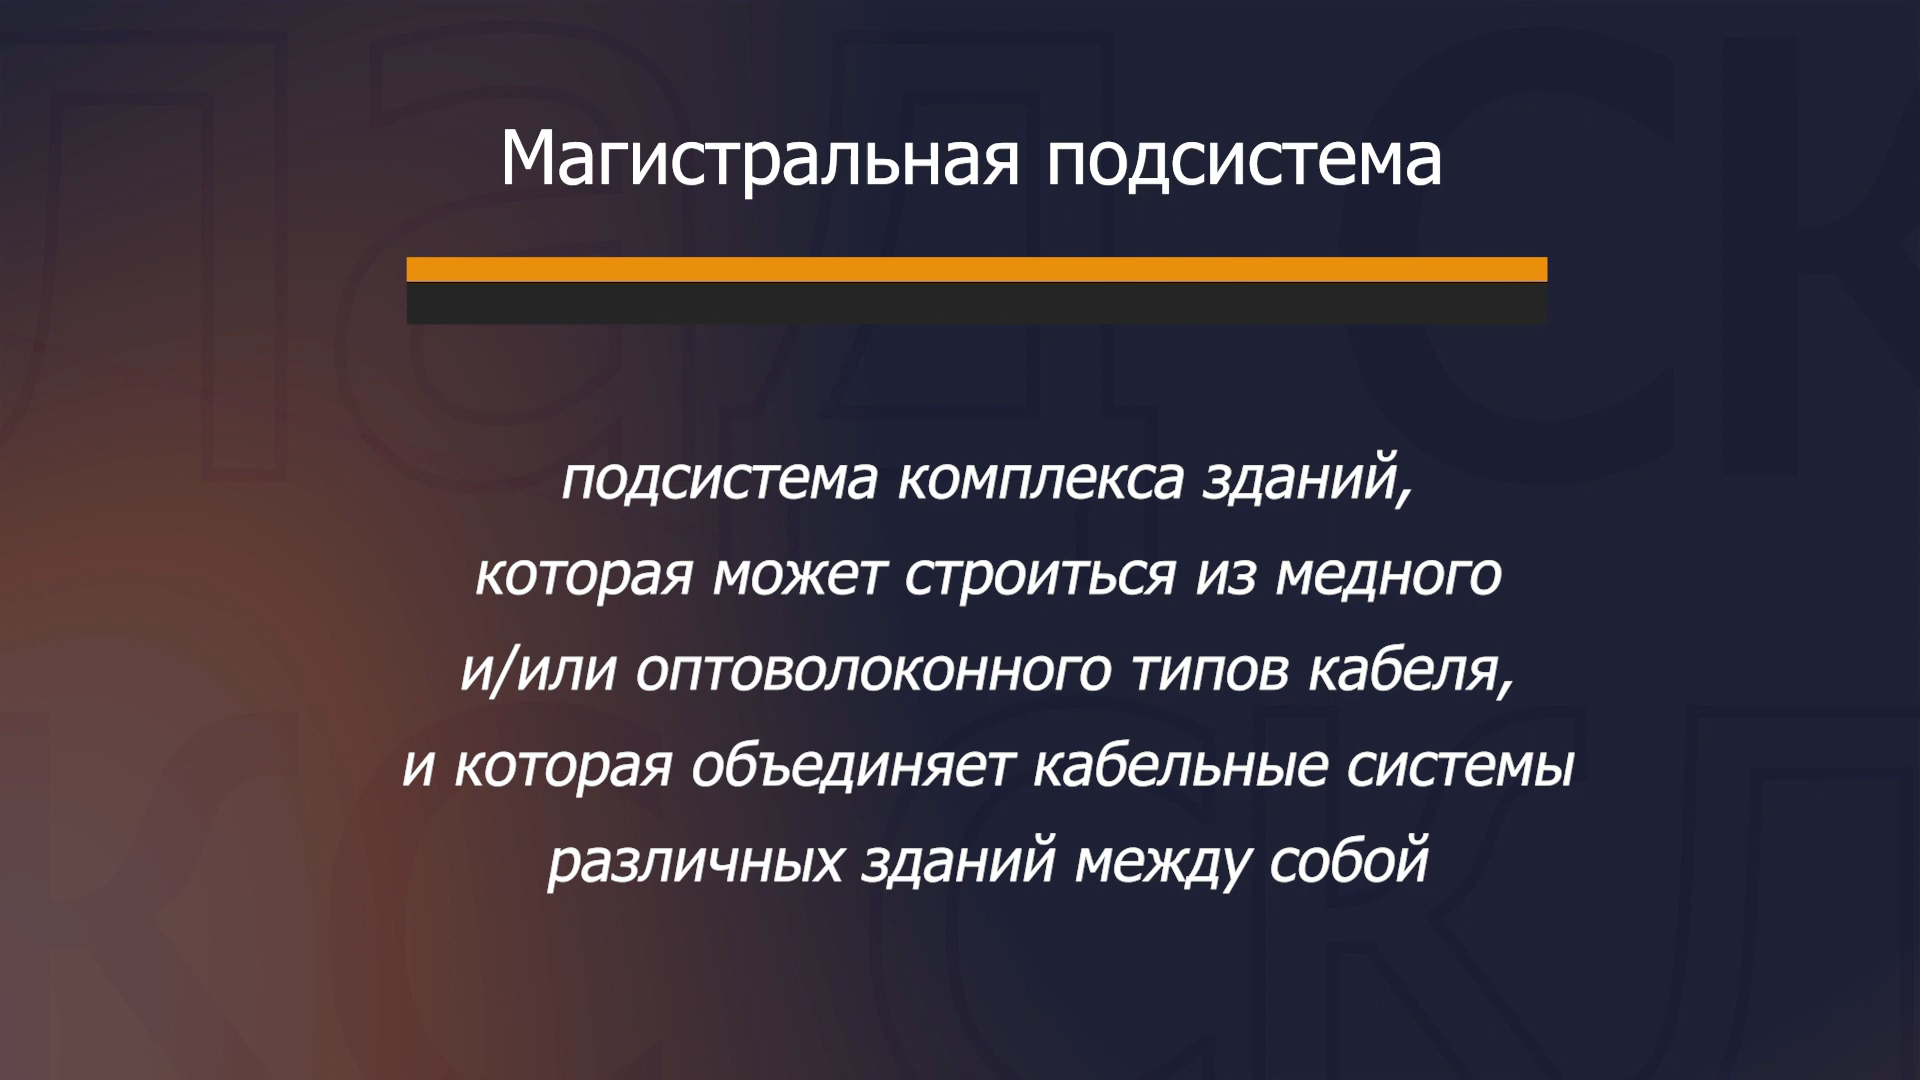 Магистральная подсистема
подсистема комплекса зданий,
которая может строиться из медного
и/или оптоволоконного типов кабеля,
и которая объединяет кабельные системы
различных зданий между собой